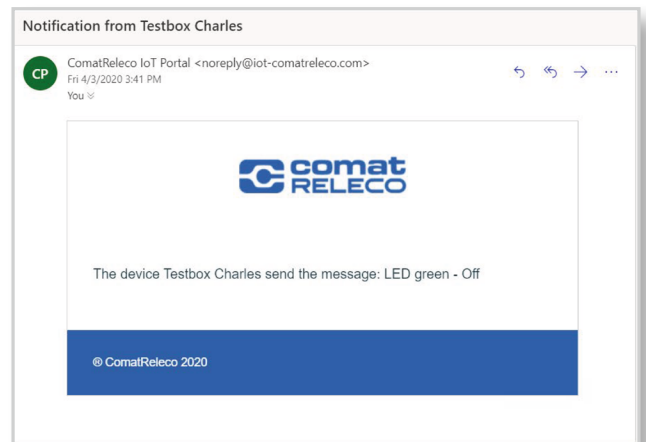 Notification from Testbox Charles
CP
ComatReleco IoT Portal <noreply@iot-comatreleco.com>
Fri 4/3/2020 3:41 PM
You
comat
RELECO
The device Testbox Charles send the message: LED green - Off
® ComatReleco 2020